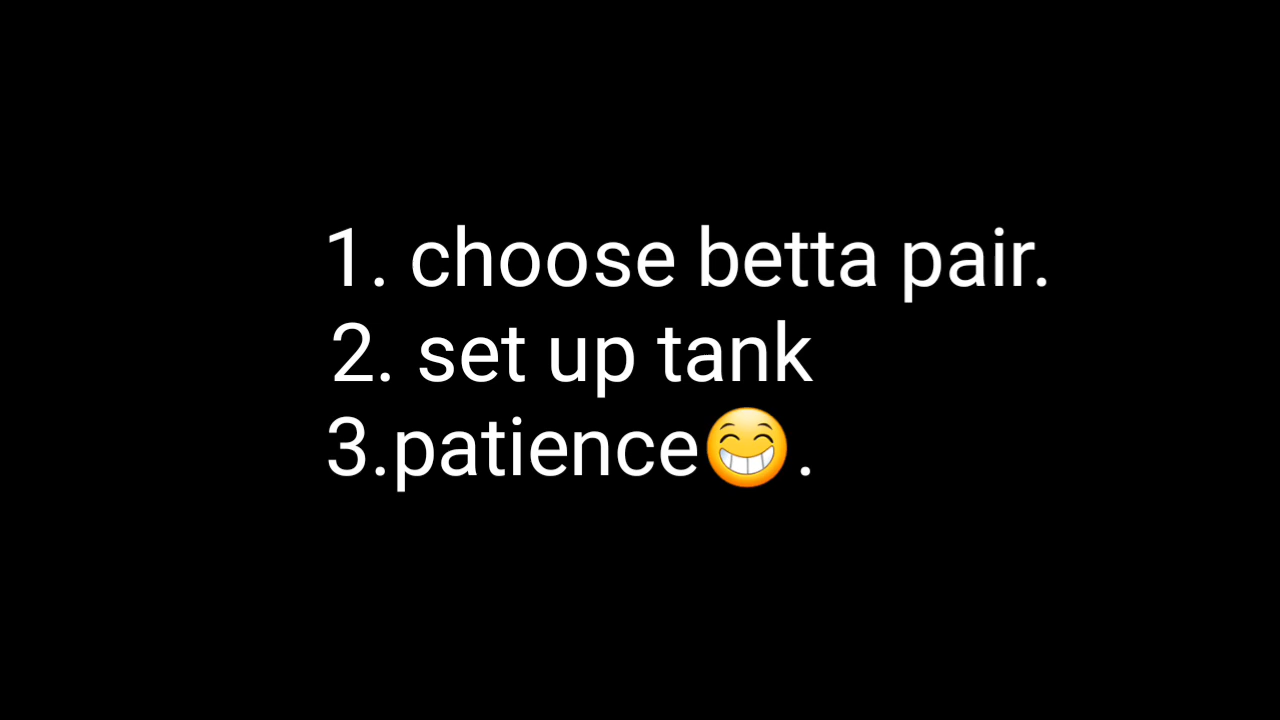 1. choose betta pair.
2. set up tank
3.patience😁.